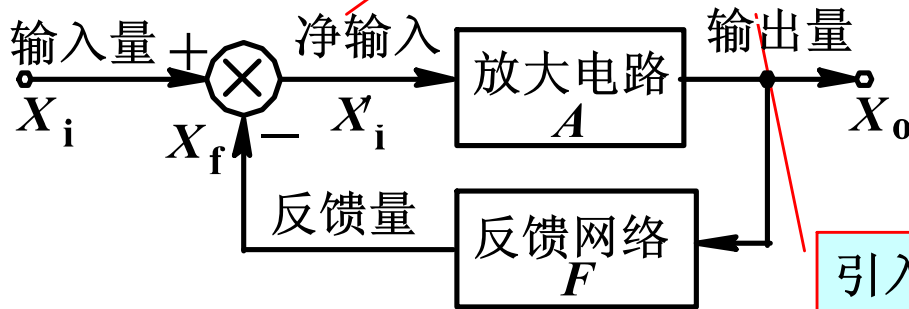 输入量 + 净输入 输出量
放大电路
A
X_i X_f − X'_i X_o
反馈量
反馈网络
F
引入